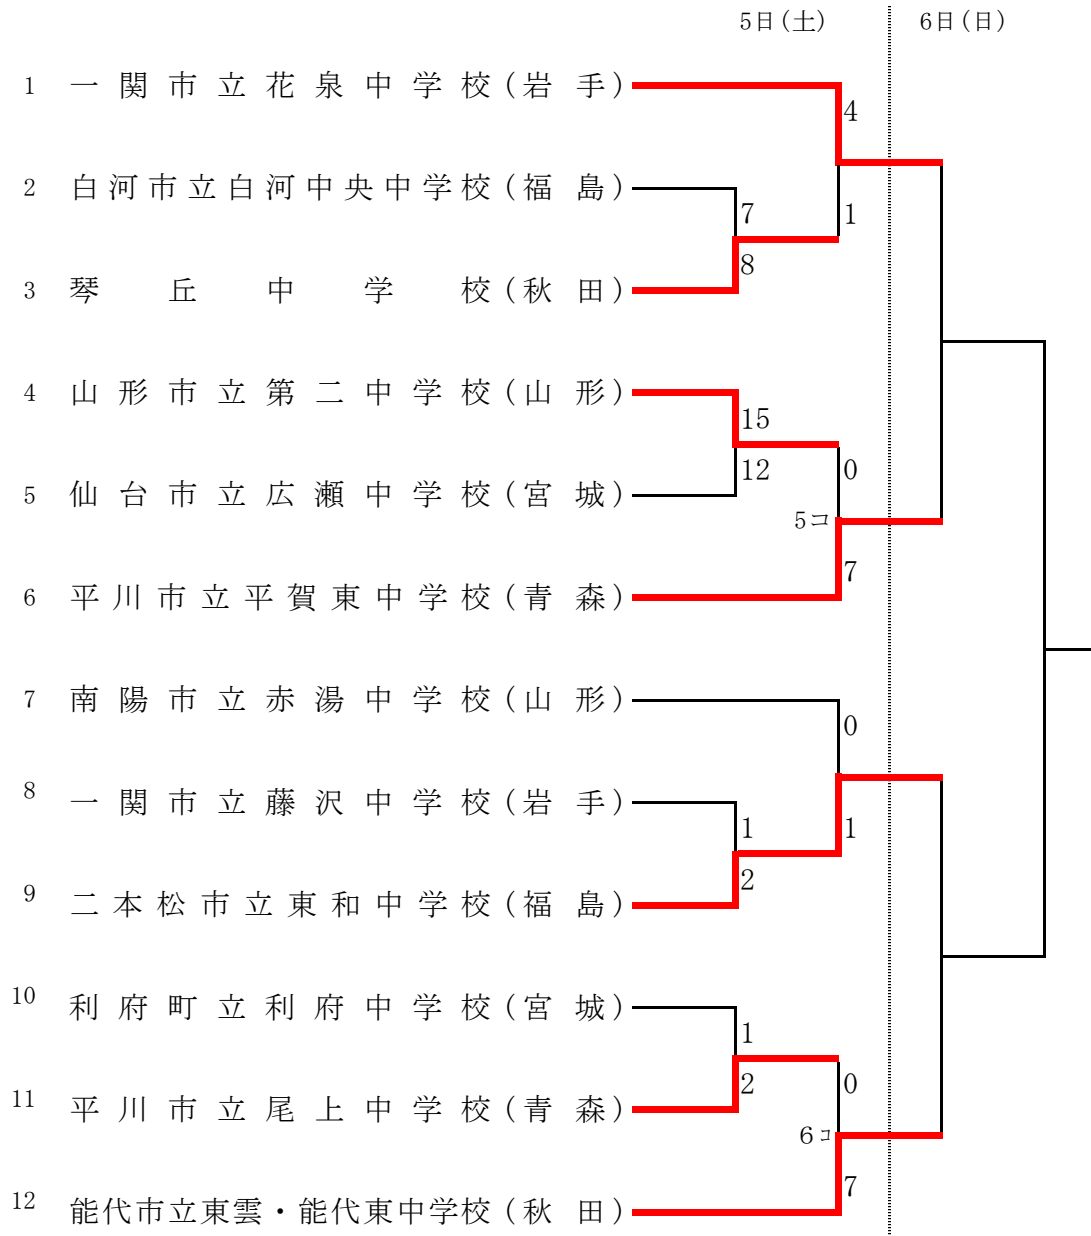 5日(土) 6日(日)
1 一関市立花泉中学校(岩手)
4
2 白河市立白河中央中学校(福島)
7 1
8
3 琴丘中学校(秋田)
4 山形市立第二中学校(山形)
15
12 0
5 仙台市立広瀬中学校(宮城)
5コ
7
6 平川市立平賀東中学校(青森)
7 南陽市立赤湯中学校(山形)
0
8 一関市立藤沢中学校(岩手)
1 1
2
9 二本松市立東和中学校(福島)
10 利府町立利府中学校(宮城)
1
2 0
11 平川市立尾上中学校(青森)
6コ
7
12 能代市立東雲・能代東中学校(秋田)